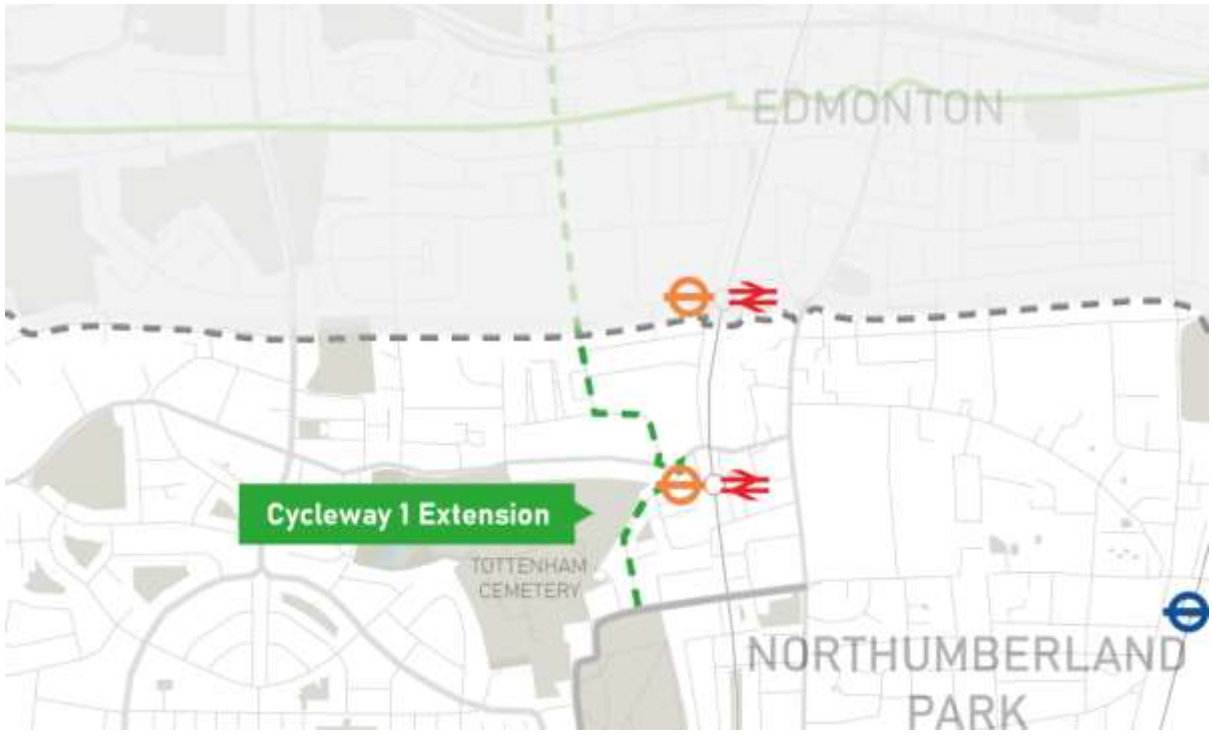 EDMONTON
Cycleway 1 Extension
TOTTENHAM
CEMETERY
NORTHUMBERLAND
PARK